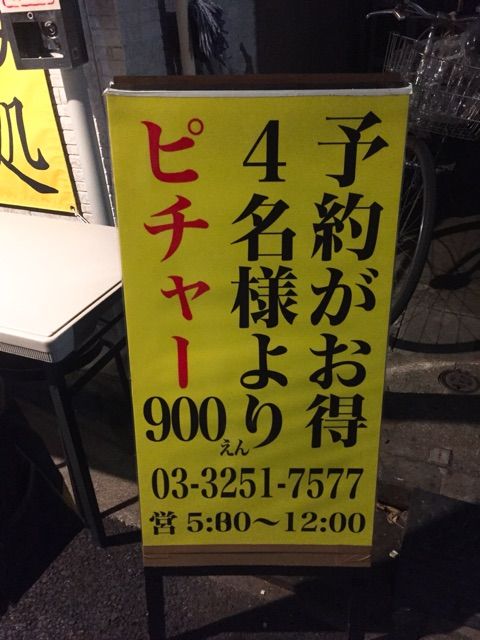 予約がお得
4名様より
ピチャー
900えん
03-3251-7577
営 5:00〜12:00
処